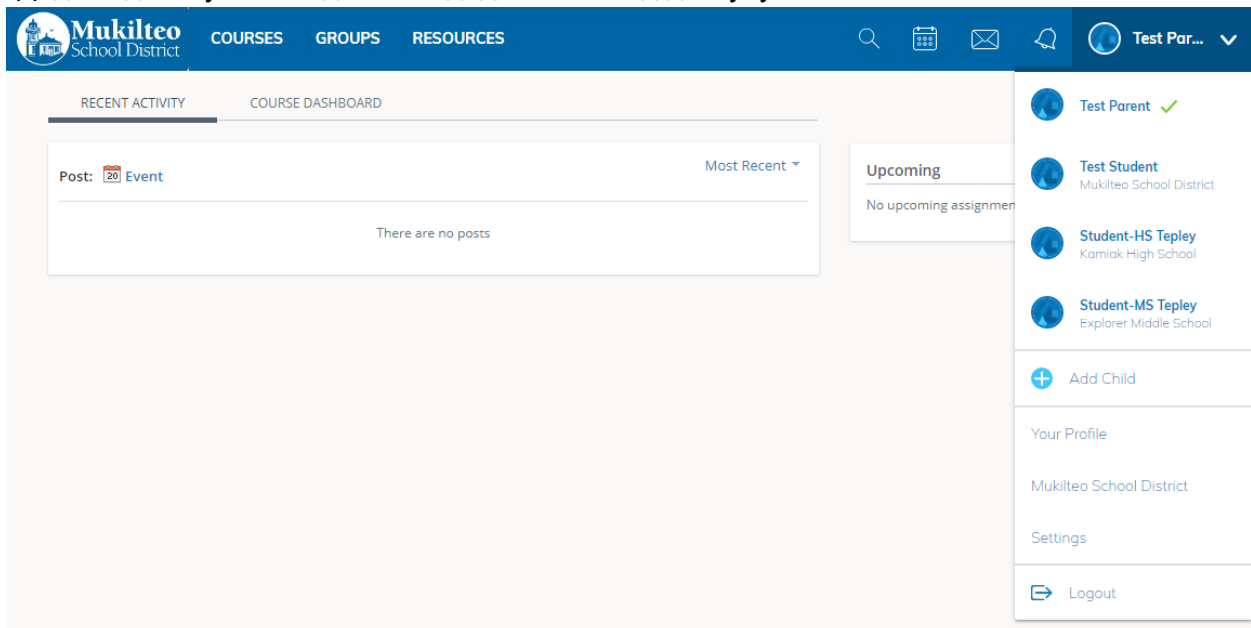 Mukilteo
School District
COURSES GROUPS RESOURCES
Test Par...
RECENT ACTIVITY COURSE DASHBOARD
Post: 20 Event
Most Recent
There are no posts
Upcoming
No upcoming assignmen
Test Parent
Test Student
Mukilteo School District
Student-HS Tepley
Kamiak High School
Student-MS Tepley
Explorer Middle School
Add Child
Your Profile
Mukilteo School District
Settings
Logout